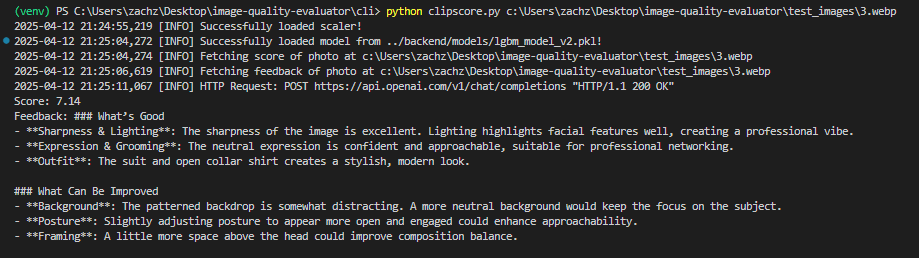 (venv) PS C:\Users\zachz\Desktop\image-quality-evaluator\cli> python clipscore.py c:\Users\zachz\Desktop\image-quality-evaluator\test_images\3.webp
2025-04-12 21:24:55,219 [INFO] Successfully loaded scaler!
2025-04-12 21:25:04,272 [INFO] Successfully loaded model from ../backend/models/lgbm_model_v2.pkl!
2025-04-12 21:25:04,274 [INFO] Fetching score of photo at c:\Users\zachz\Desktop\image-quality-evaluator\test_images\3.webp
2025-04-12 21:25:06,619 [INFO] Fetching feedback of photo at c:\Users\zachz\Desktop\image-quality-evaluator\test_images\3.webp
2025-04-12 21:25:11,067 [INFO] HTTP Request: POST https://api.openai.com/v1/chat/completions "HTTP/1.1 200 OK"
Score: 7.14
Feedback: ### What's Good
- **Sharpness & Lighting**: The sharpness of the image is excellent. Lighting highlights facial features well, creating a professional vibe.
- **Expression & Grooming**: The neutral expression is confident and approachable, suitable for professional networking.
- **Outfit**: The suit and open collar shirt creates a stylish, modern look.

### What Can Be Improved
- **Background**: The patterned backdrop is somewhat distracting. A more neutral background would keep the focus on the subject.
- **Posture**: Slightly adjusting posture to appear more open and engaged could enhance approachability.
- **Framing**: A little more space above the head could improve composition balance.